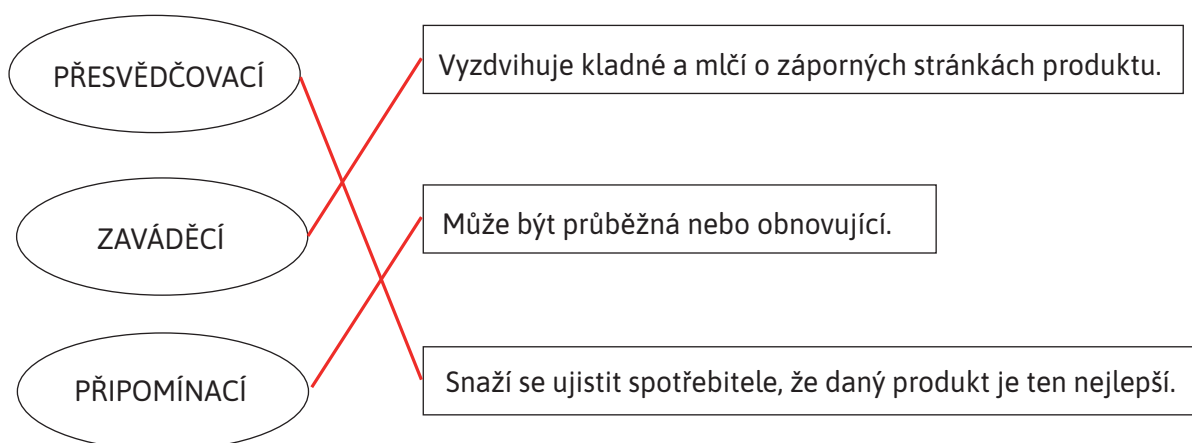 PŘESVĚDČOVACÍ
Vyzdvihuje kladné a mlčí o záporných stránkách produktu.
ZAVÁDĚCÍ
Může být průběžná nebo obnovující.
PŘIPOMÍNACÍ
Snaží se ujistit spotřebitele, že daný produkt je ten nejlepší.